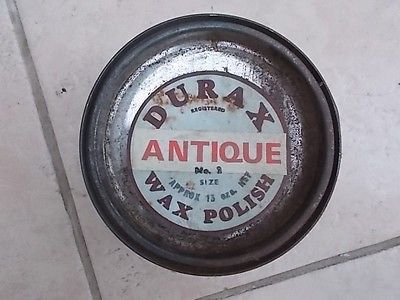 DURAX
REGISTERED
ANTIQUE
No. 2
SIZE
APPROX 13 ozs. NET
WAX POLISH